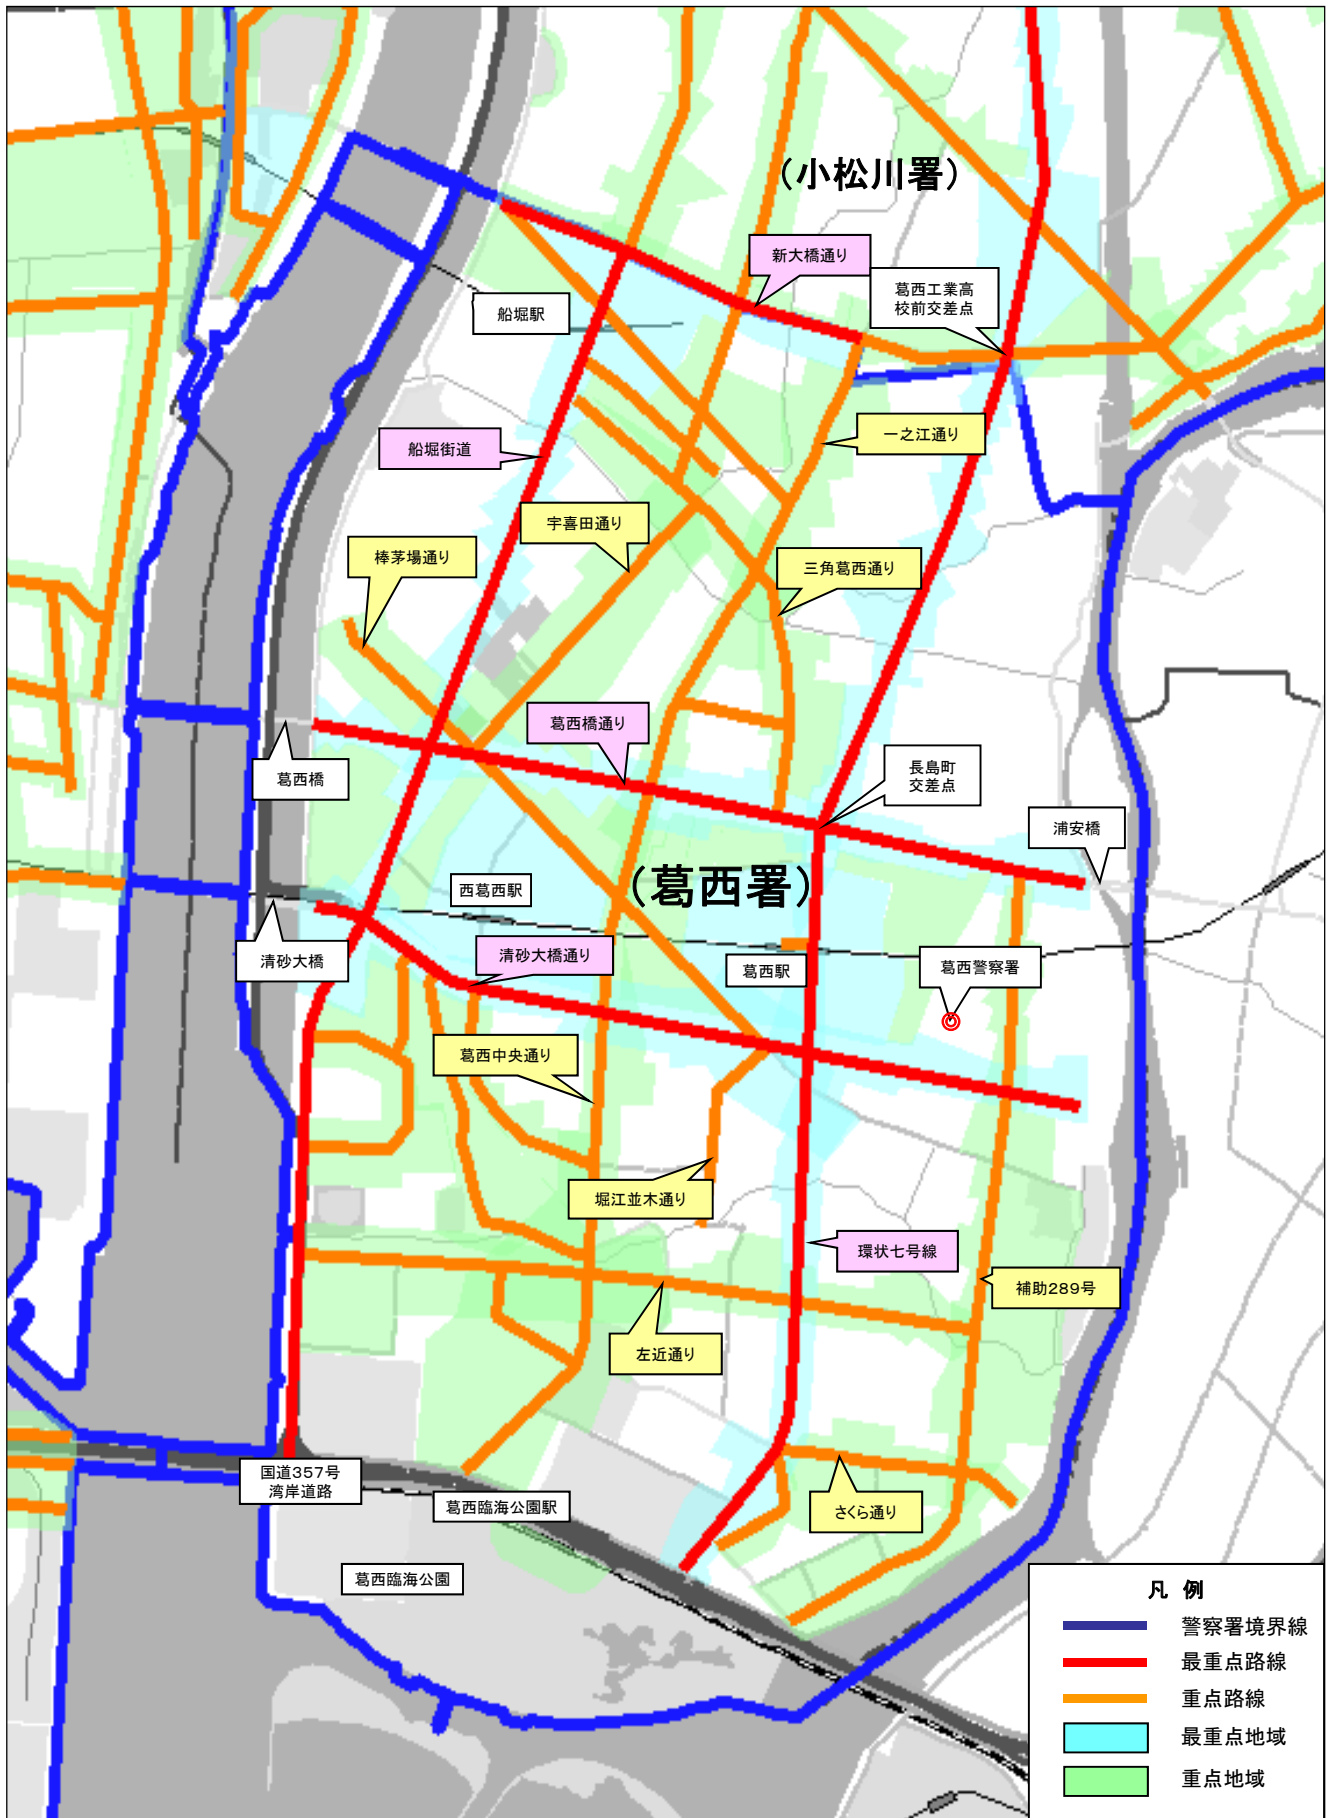 （小松川署）
新大橋通り
葛西工業高
校前交差点
船堀駅
一之江通り
船堀街道
宇喜田通り
棒茅場通り
三角葛西通り
葛西橋通り
長島町
交差点
葛西橋
浦安橋
（葛西署）
西葛西駅
清砂大橋通り
清砂大橋
葛西駅
葛西警察署
葛西中央通り
堀江並木通り
環状七号線
補助289号
左近通り
国道357号
湾岸道路
葛西臨海公園駅
さくら通り
葛西臨海公園
凡 例
警察署境界線
最重点路線
重点路線
最重点地域
重点地域